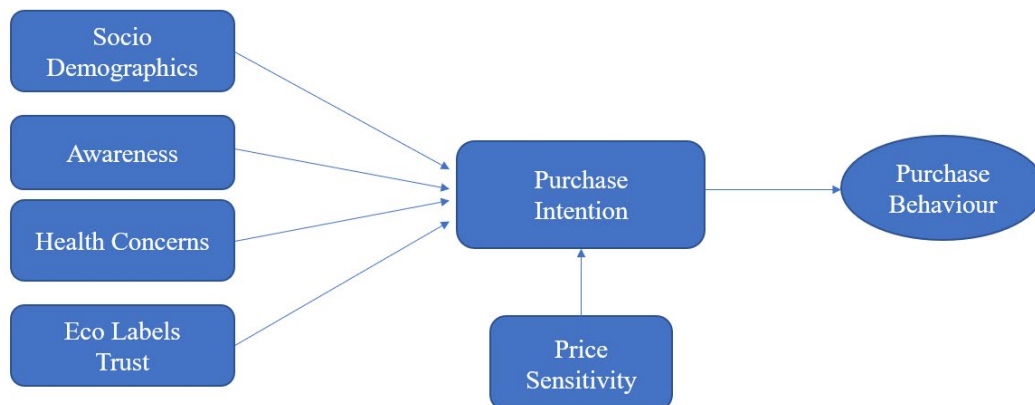 Socio
Demographics
Awareness
Health Concerns
Eco Labels
Trust
Purchase
Intention
Price
Sensitivity
Purchase
Behaviour